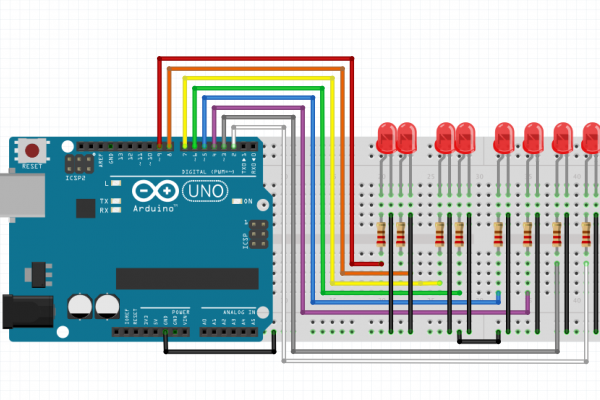 RESET
ICSP2
AREF
GND
13
12
~11
~10
~9
8
7
~6
~5
4
~3
2
TX▶1
RX◀0
DIGITAL (PWM=~)
L
TX
RX
UNO
Arduino™
ON
ICSP
1
POWER
ANALOG IN
IOREF
RESET
3V3
5V
GND
GND
VIN
A0
A1
A2
A3
A4
A5